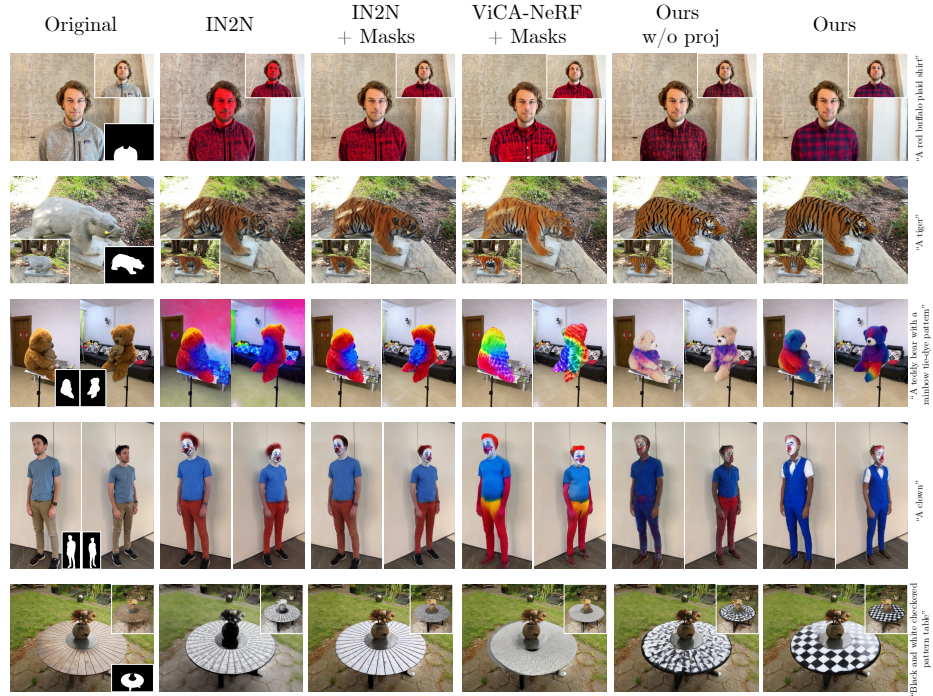 Original
IN2N
IN2N
+ Masks
ViCA-NeRF
+ Masks
Ours
w/o proj
Ours
"A red buffalo plaid shirt"
"A tiger"
"A teddy bear with a
rainbow tie-dye pattern"
"A clown"
"Black and white checkered
pattern table"